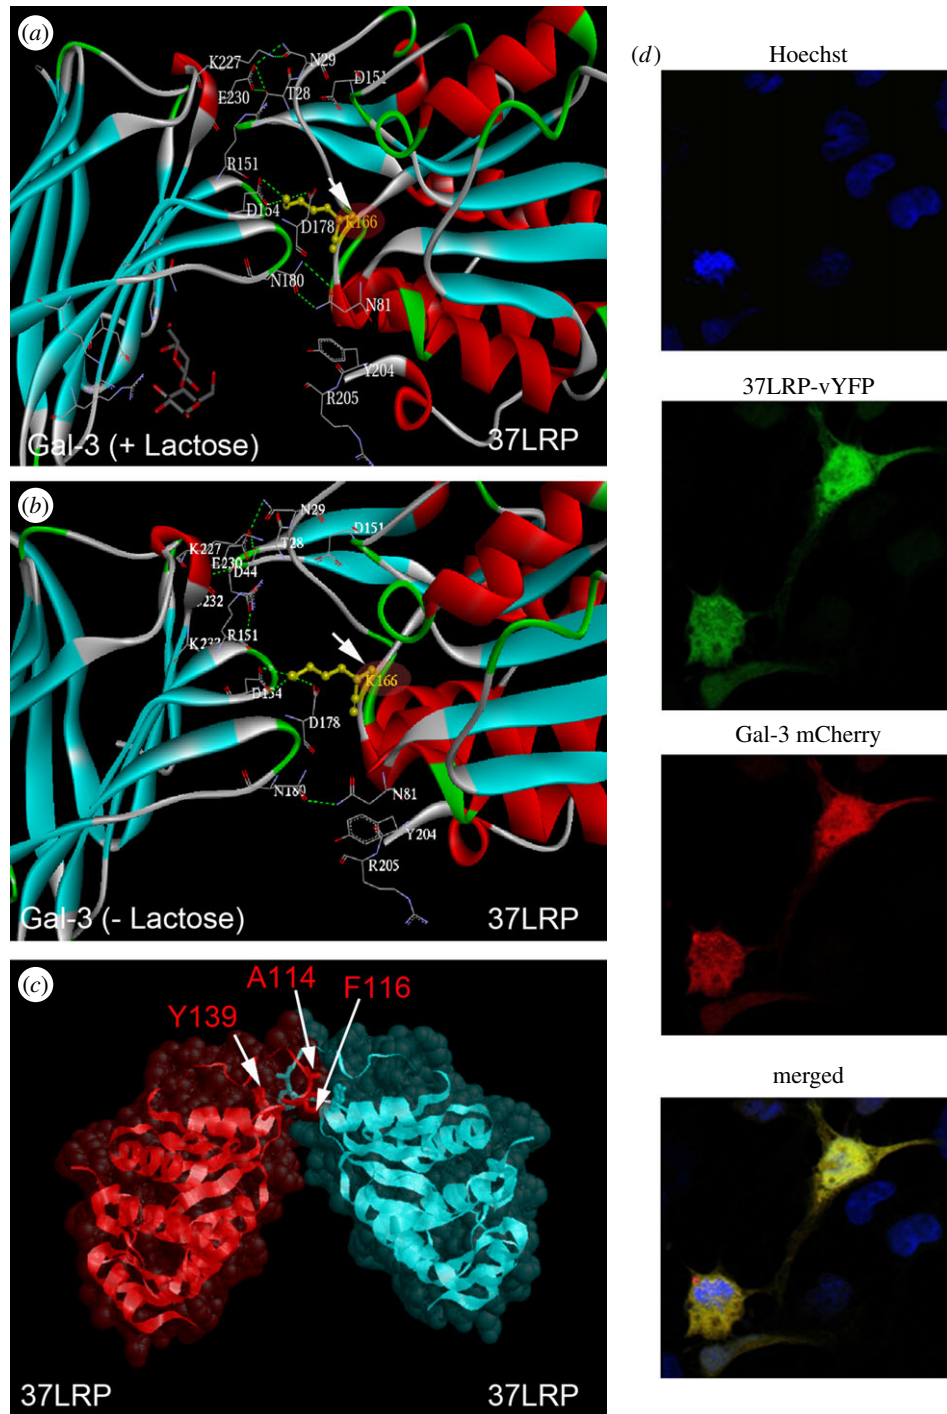 (a)
K227
N29
D151
E230
T28
R151
D154
D178
K166
N180
N81
Y204
R205
Gal-3 (+ Lactose)
37LRP
(b)
N29
D151
K227
T28
E230
D44
R151
K166
D154
D178
N180
N81
Y204
R205
Gal-3 (- Lactose)
37LRP
(c)
A114
F116
Y139
37LRP
37LRP
(d)
Hoechst
37LRP-vYFP
Gal-3 mCherry
merged